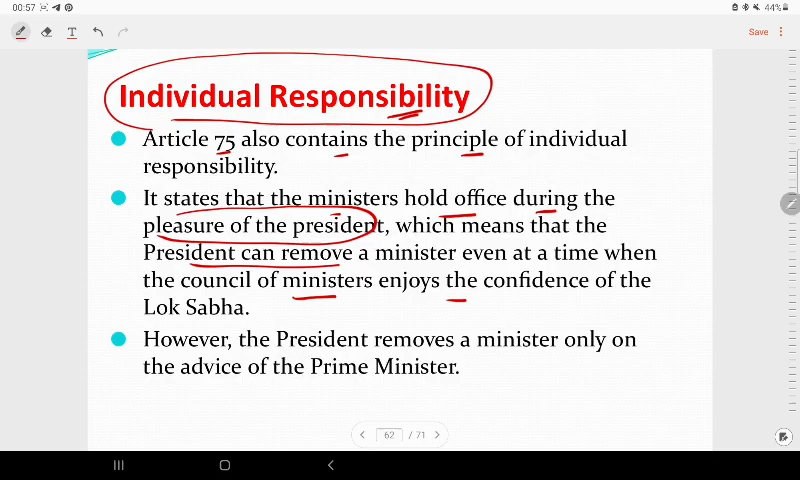 00:57
44%
T
Save
Individual Responsibility
Article 75 also contains the principle of individual
responsibility.
It states that the ministers hold office during the
pleasure of the president, which means that the
President can remove a minister even at a time when
the council of ministers enjoys the confidence of the
Lok Sabha.
However, the President removes a minister only on
the advice of the Prime Minister.
62 / 71